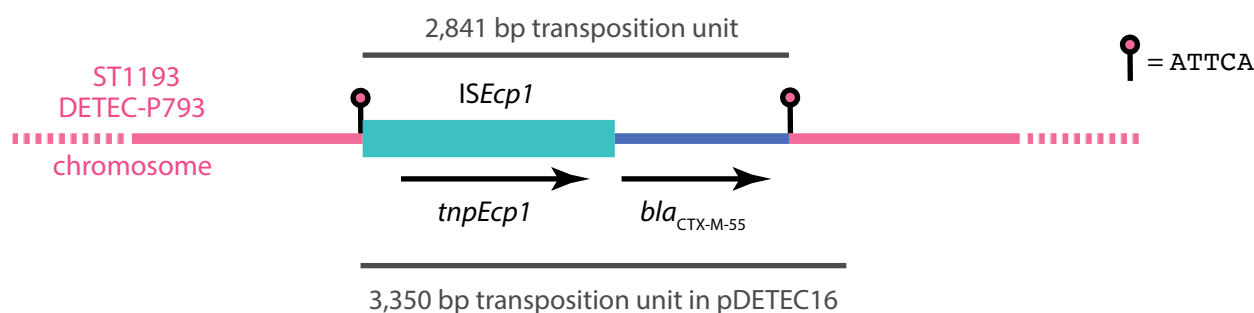 2,841 bp transposition unit
= ATTCA
ST1193
DETEC-P793
ISEcp1
chromosome
tnpEcp1
blaCTX-M-55
3,350 bp transposition unit in pDETEC16